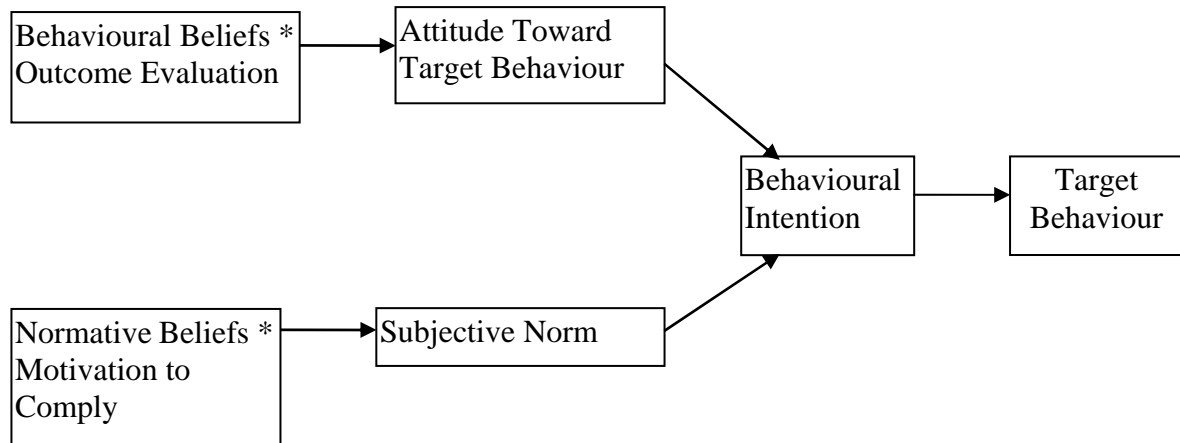 Behavioural Beliefs *
Outcome Evaluation
Attitude Toward
Target Behaviour
Behavioural
Intention
Target
Behaviour
Normative Beliefs *
Motivation to
Comply
Subjective Norm